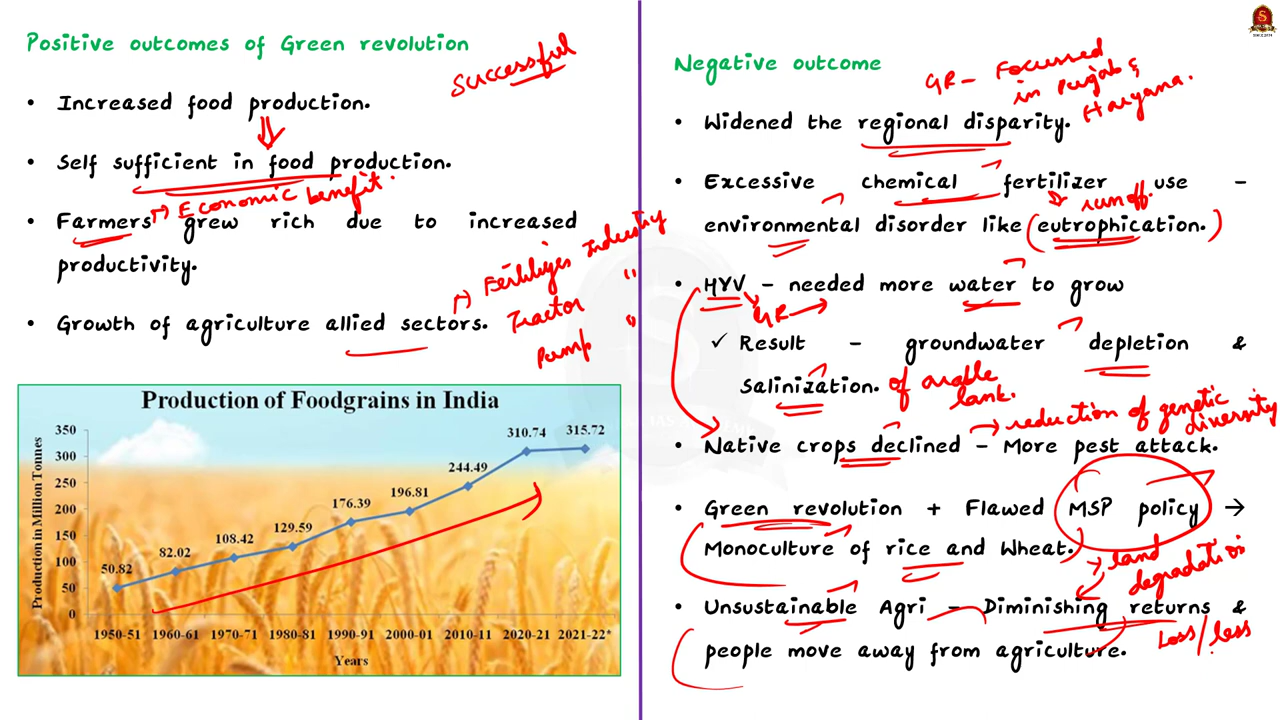 Positive outcomes of Green revolution
Successful
• Increased food production.
• Self sufficient in food production.
Economic benefit.
• Farmers grew rich due to increased
productivity.
Fertilizer Industry
• Growth of agriculture allied sectors.
Tractor "
Pump "
Production of Foodgrains in India
Production in Million Tonnes
350
300
250
200
150
100
50
0
50.82
82.02
108.42
129.59
176.39
196.81
244.49
310.74
315.72
1950-51 1960-61 1970-71 1980-81 1990-91 2000-01 2010-11 2020-21 2021-22*
Years
Negative outcome
GR - Focussed
in Punjab &
Haryana.
• Widened the regional disparity.
• Excessive chemical fertilizer use -
run off.
environmental disorder like (eutrophication.)
• HYV - needed more water to grow
GR →
✓ Result - groundwater depletion &
salinization. of arable
land.
→ reduction of genetic
diversity
• Native crops declined - More pest attack.
• Green revolution + Flawed MSP policy →
Monoculture of rice and Wheat.
→ land
degradation
• Unsustainable Agri - Diminishing returns &
Loss/less
people move away from agriculture.
S